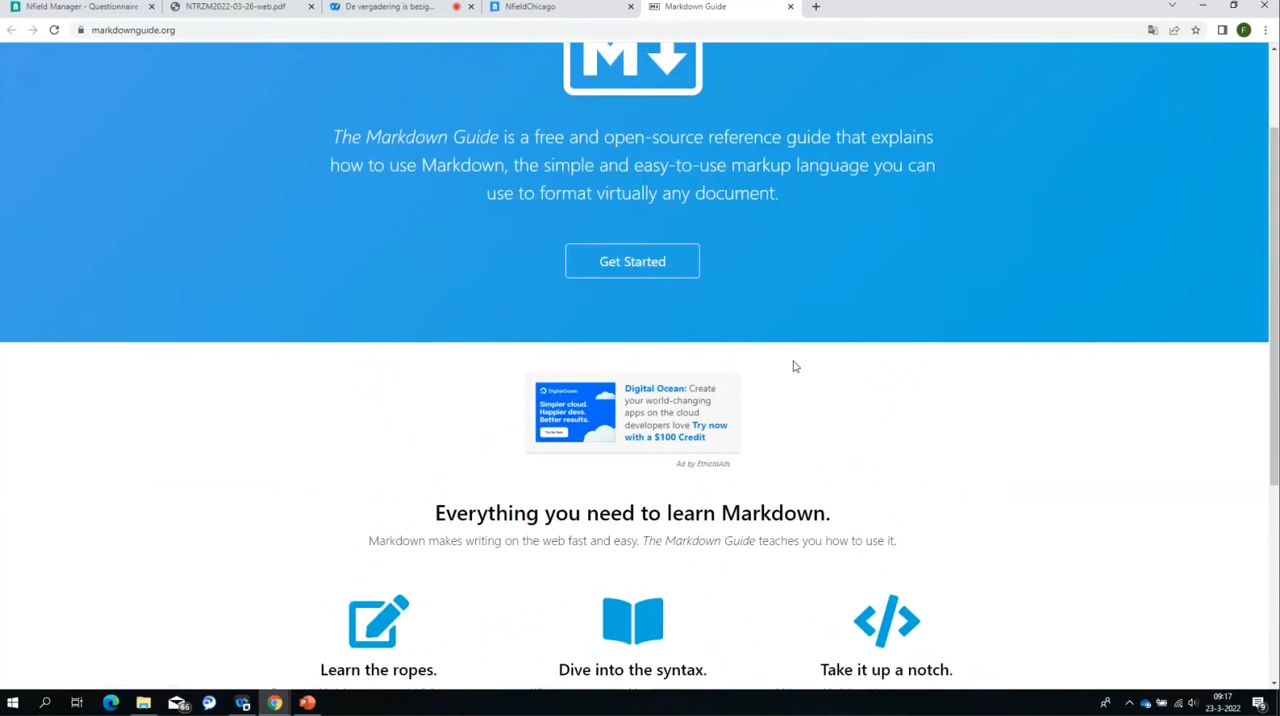 Nfield Manager - Questionnaire
NTRZM2022-03-26-web.pdf
De vergadering is bezig...
NfieldChicago
Markdown Guide
markdownguide.org
F
M
The Markdown Guide is a free and open-source reference guide that explains
how to use Markdown, the simple and easy-to-use markup language you can
use to format virtually any document.
Get Started
DigitalOcean
Simpler cloud.
Happier devs.
Better results.
Try for free
Digital Ocean: Create
your world-changing
apps on the cloud
developers love Try now
with a $100 Credit
Ad by EthicalAds
Everything you need to learn Markdown.
Markdown makes writing on the web fast and easy. The Markdown Guide teaches you how to use it.
Learn the ropes.
Dive into the syntax.
Take it up a notch.
66
09:17
23-3-2022